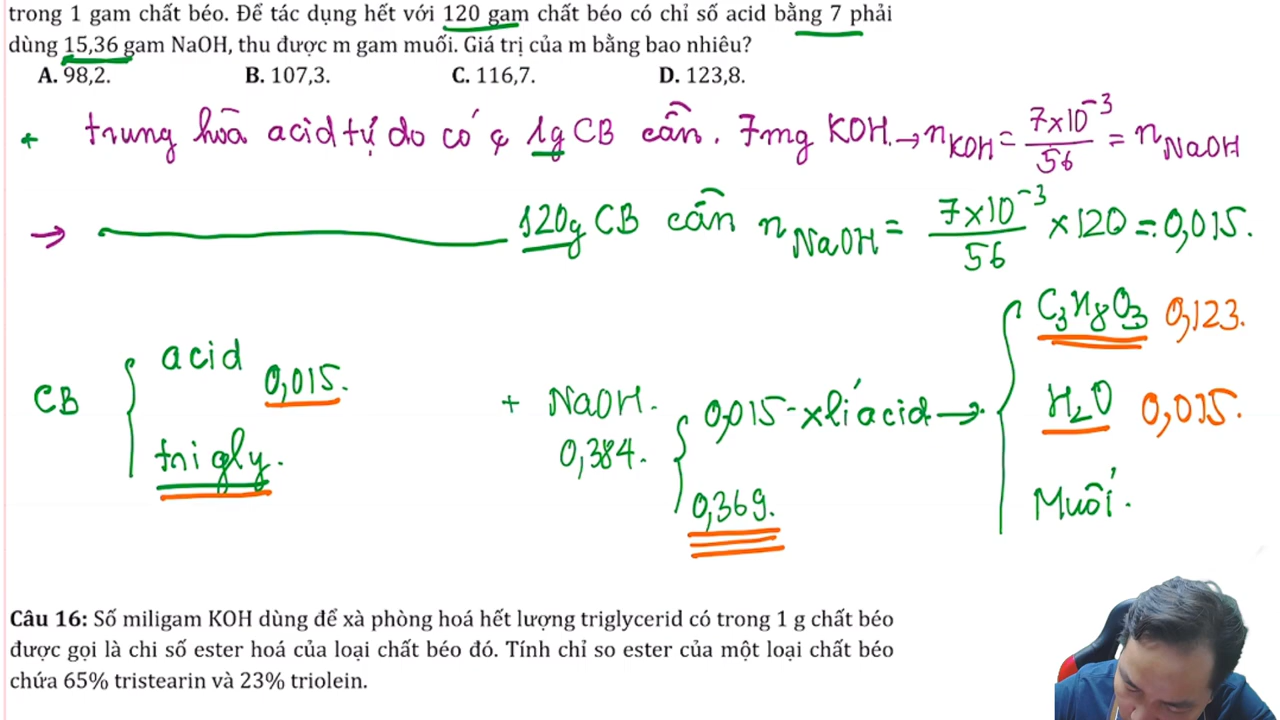 trong 1 gam chất béo. Để tác dụng hết với 120 gam chất béo có chỉ số acid bằng 7 phải
dùng 15,36 gam NaOH, thu được m gam muối. Giá trị của m bằng bao nhiêu?
A. 98,2. B. 107,3. C. 116,7. D. 123,8.
+ trung hòa acid tự do có ç 1g CB cần. 7mg KOH. → nKOH = 7x10⁻³/56 = nNaOH
→ 120g CB cần nNaOH = 7x10⁻³/56 x 120 = 0,015.
C3H8O3 0,123.
acid 0,015.
CB + NaOH. 0,015 - xlí acid → H2O 0,015.
0,384.
trigly. 0,369. Muối.
Câu 16: Số miligam KOH dùng để xà phòng hoá hết lượng triglycerid có trong 1 g chất béo
được gọi là chi số ester hoá của loại chất béo đó. Tính chỉ so ester của một loại chất béo
chứa 65% tristearin và 23% triolein.